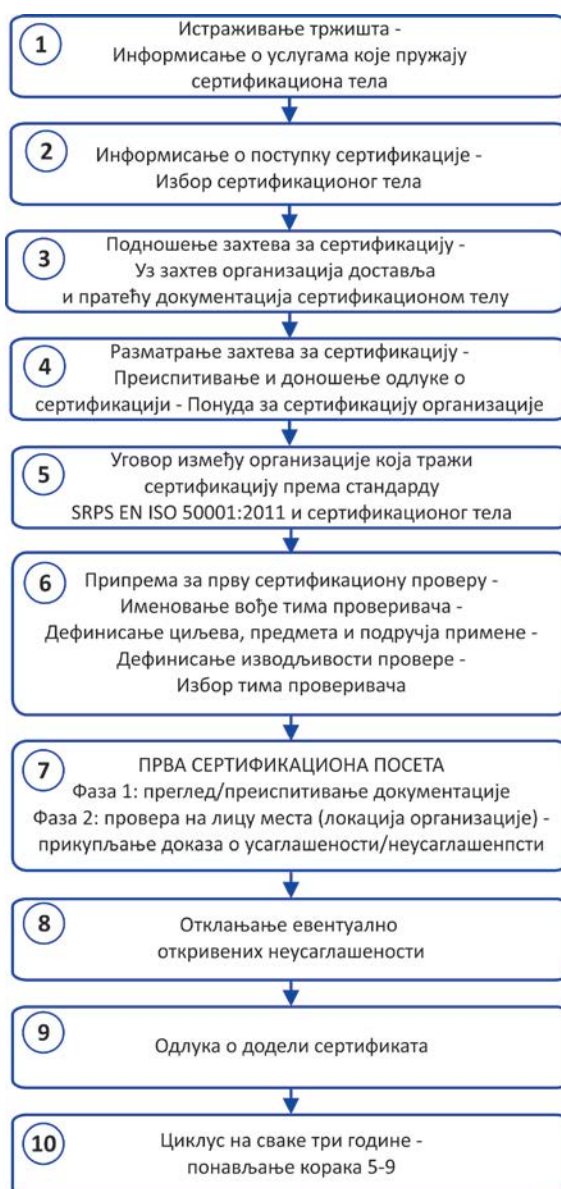 1
Истраживање тржишта -
Информисање о услугама које пружају
сертификациона тела
2
Информисање о поступку сертификације -
Избор сертификационог тела
3
Подношење захтева за сертификацију -
Уз захтев организација доставља
и пратећу документација сертификационом телу
4
Разматрање захтева за сертификацију -
Преиспитивање и доношење одлуке о
сертификацији - Понуда за сертификацију организације
5
Уговор између организације која тражи
сертификацију према стандарду
SRPS EN ISO 50001:2011 и сертификационог тела
6
Припрема за прву сертификациону проверу -
Именовање вође тима проверивача -
Дефинисање циљева, предмета и подручја примене -
Дефинисање изводљивости провере -
Избор тима проверивача
7
ПРВА СЕРТИФИКАЦИОНА ПОСЕТА
Фаза 1: преглед/преиспитивање документације
Фаза 2: провера на лицу места (локација организације) -
прикупљање доказа о усаглашености/неусаглашенпсти
8
Отклањање евентуално
откривених неусаглашености
9
Одлука о додели сертификата
10
Циклус на сваке три године -
понављање корака 5-9